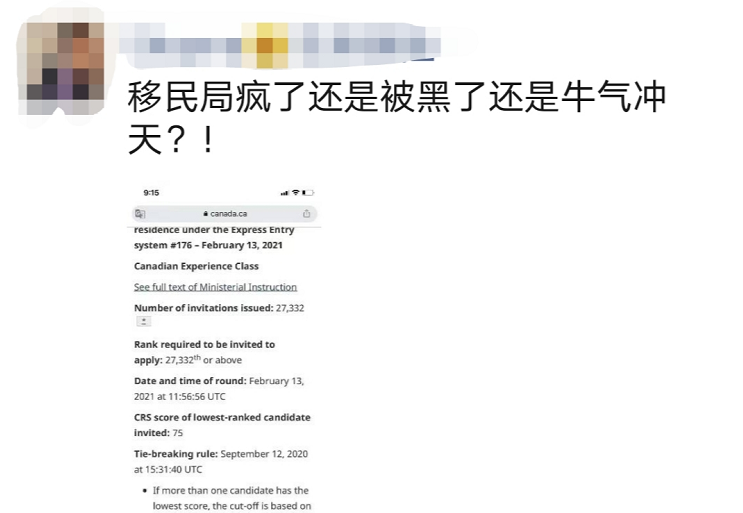 移民局疯了还是被黑了还是牛气冲
天？！
9:15
canada.ca
residence under the Express Entry
system #176 – February 13, 2021
Canadian Experience Class
See full text of Ministerial Instruction
Number of invitations issued: 27,332
Rank required to be invited to
apply: 27,332th or above
Date and time of round: February 13,
2021 at 11:56:56 UTC
CRS score of lowest-ranked candidate
invited: 75
Tie-breaking rule: September 12, 2020
at 15:31:40 UTC
• If more than one candidate has the
lowest score, the cut-off is based on